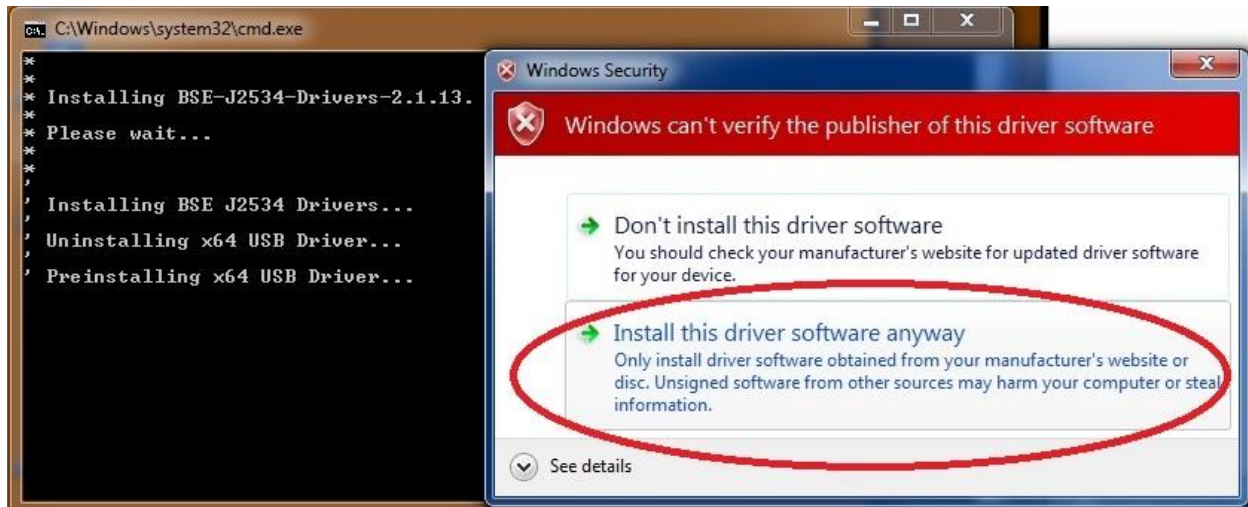 C:\Windows\system32\cmd.exe
*
*
* Installing BSE-J2534-Drivers-2.1.13.
*
* Please wait...
*
*
,
, Installing BSE J2534 Drivers...
,
, Uninstalling x64 USB Driver...
,
, Preinstalling x64 USB Driver...
Windows Security
Windows can't verify the publisher of this driver software
Don't install this driver software
You should check your manufacturer's website for updated driver software
for your device.
Install this driver software anyway
Only install driver software obtained from your manufacturer's website or
disc. Unsigned software from other sources may harm your computer or steal
information.
See details